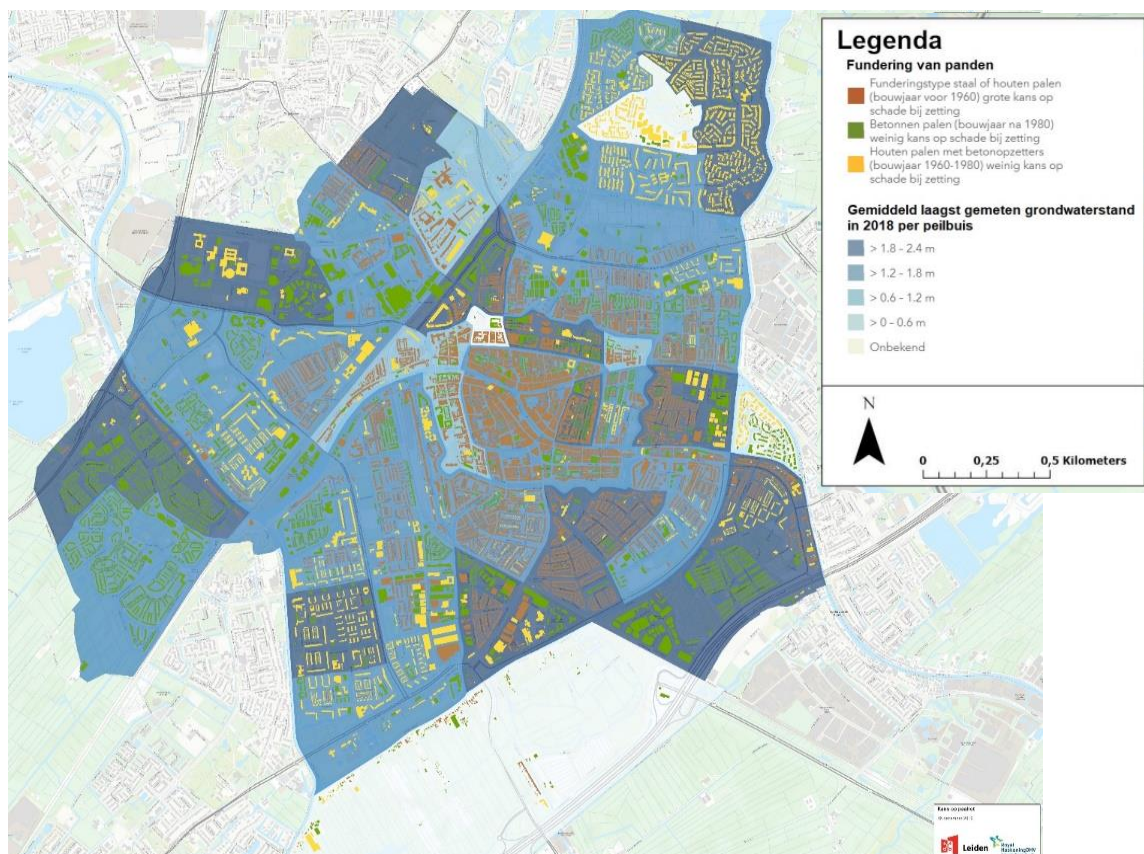 Legenda
Fundering van panden
Funderingstype staal of houten palen
(bouwjaar voor 1960) grote kans op
schade bij zetting
Betonnen palen (bouwjaar na 1980)
weinig kans op schade bij zetting
Houten palen met betonopzetters
(bouwjaar 1960-1980) weinig kans op
schade bij zetting
Gemiddeld laagst gemeten grondwaterstand
in 2018 per peilbuis
> 1.8 - 2.4 m
> 1.2 - 1.8 m
> 0.6 - 1.2 m
> 0 - 0.6 m
Onbekend
N
0 0,25 0,5 Kilometers
Leiden
Royal
HaskoningDHV